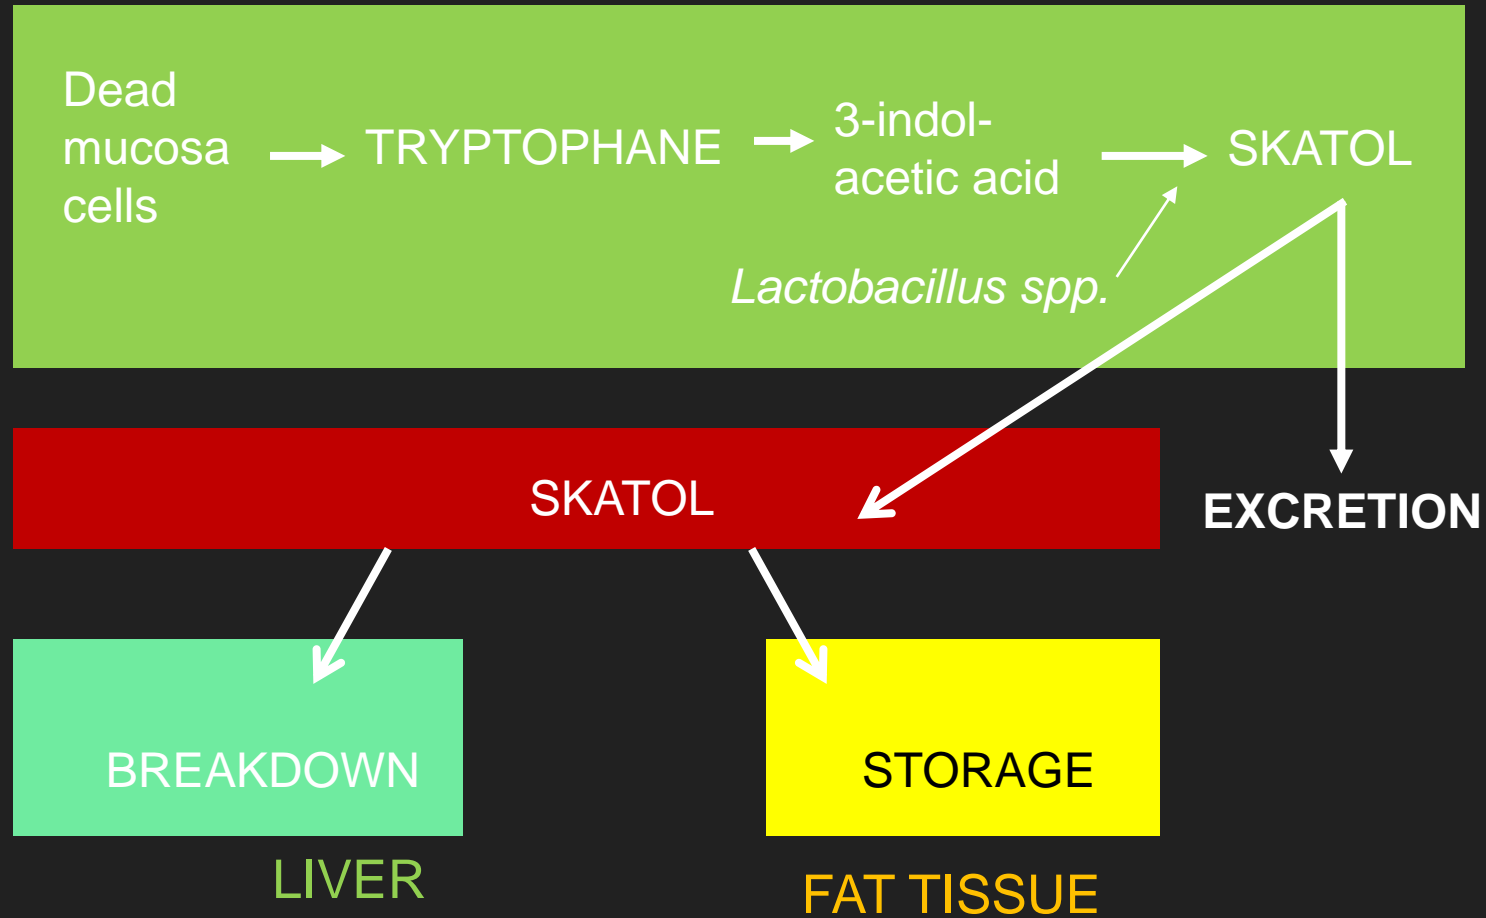 Dead
mucosa
cells
TRYPTOPHANE
3-indol-
acetic acid
SKATOL
Lactobacillus spp.
SKATOL
EXCRETION
BREAKDOWN
STORAGE
LIVER
FAT TISSUE